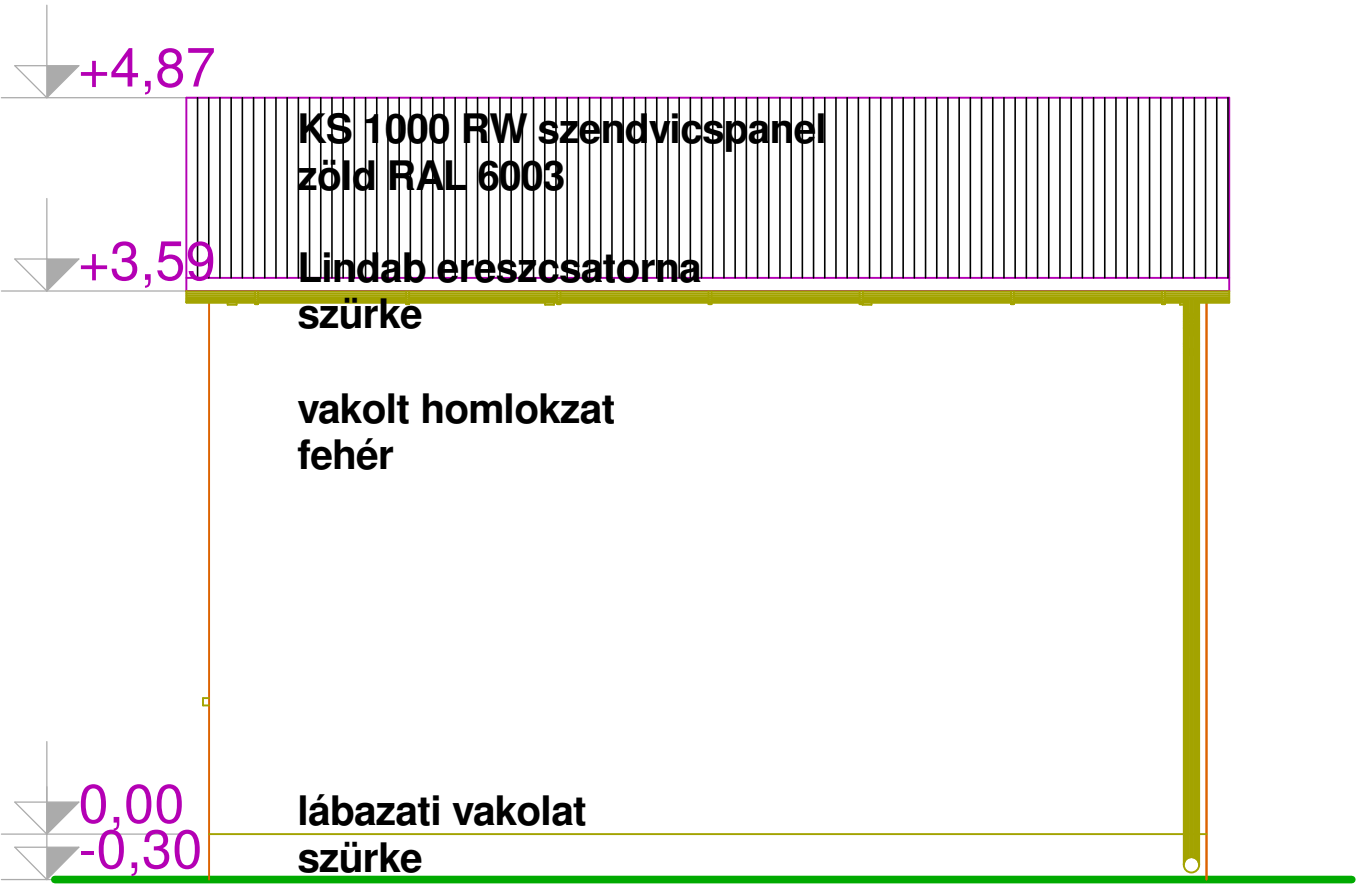 +4,87
KS 1000 RW szendvicspanel
zöld RAL 6003
+3,59
Lindab ereszcsatorna
szürke
vakolt homlokzat
fehér
0,00
lábazati vakolat
-0,30
szürke